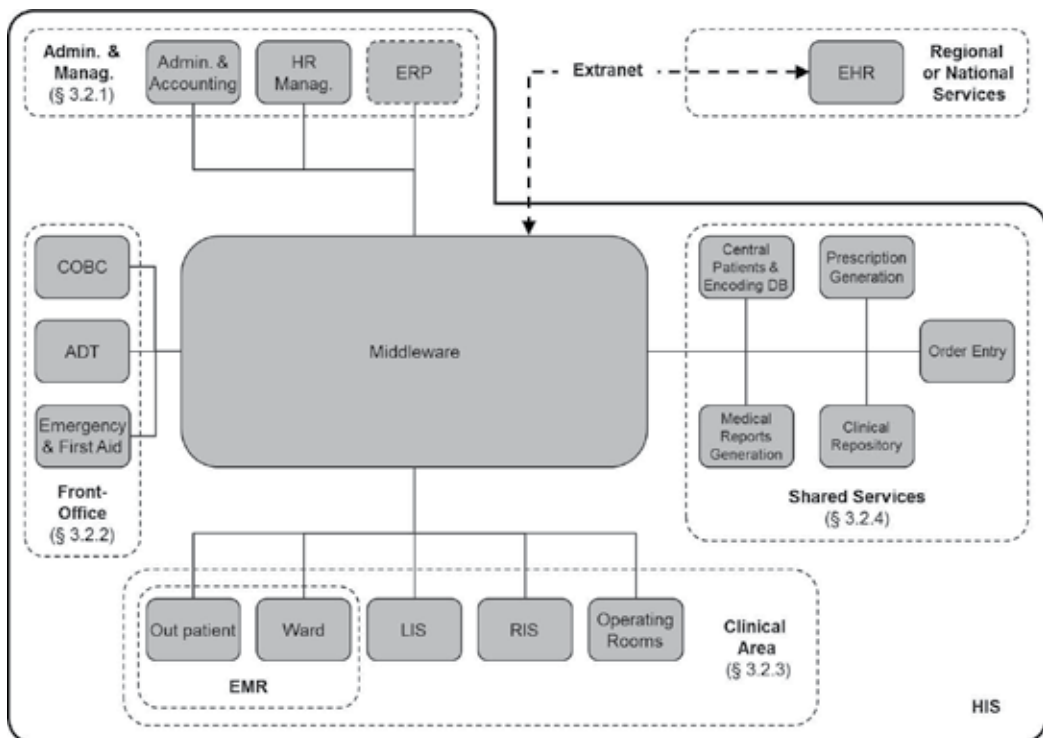 Admin. &
Manag.
(§ 3.2.1)
Admin. &
Accounting
HR
Manag.
ERP
Extranet
EHR
Regional
or National
Services
COBC
ADT
Emergency
& First Aid
Front-
Office
(§ 3.2.2)
Middleware
Central
Patients &
Encoding DB
Prescription
Generation
Order Entry
Medical
Reports
Generation
Clinical
Repository
Shared Services
(§ 3.2.4)
Out patient
Ward
EMR
LIS
RIS
Operating
Rooms
Clinical
Area
(§ 3.2.3)
HIS